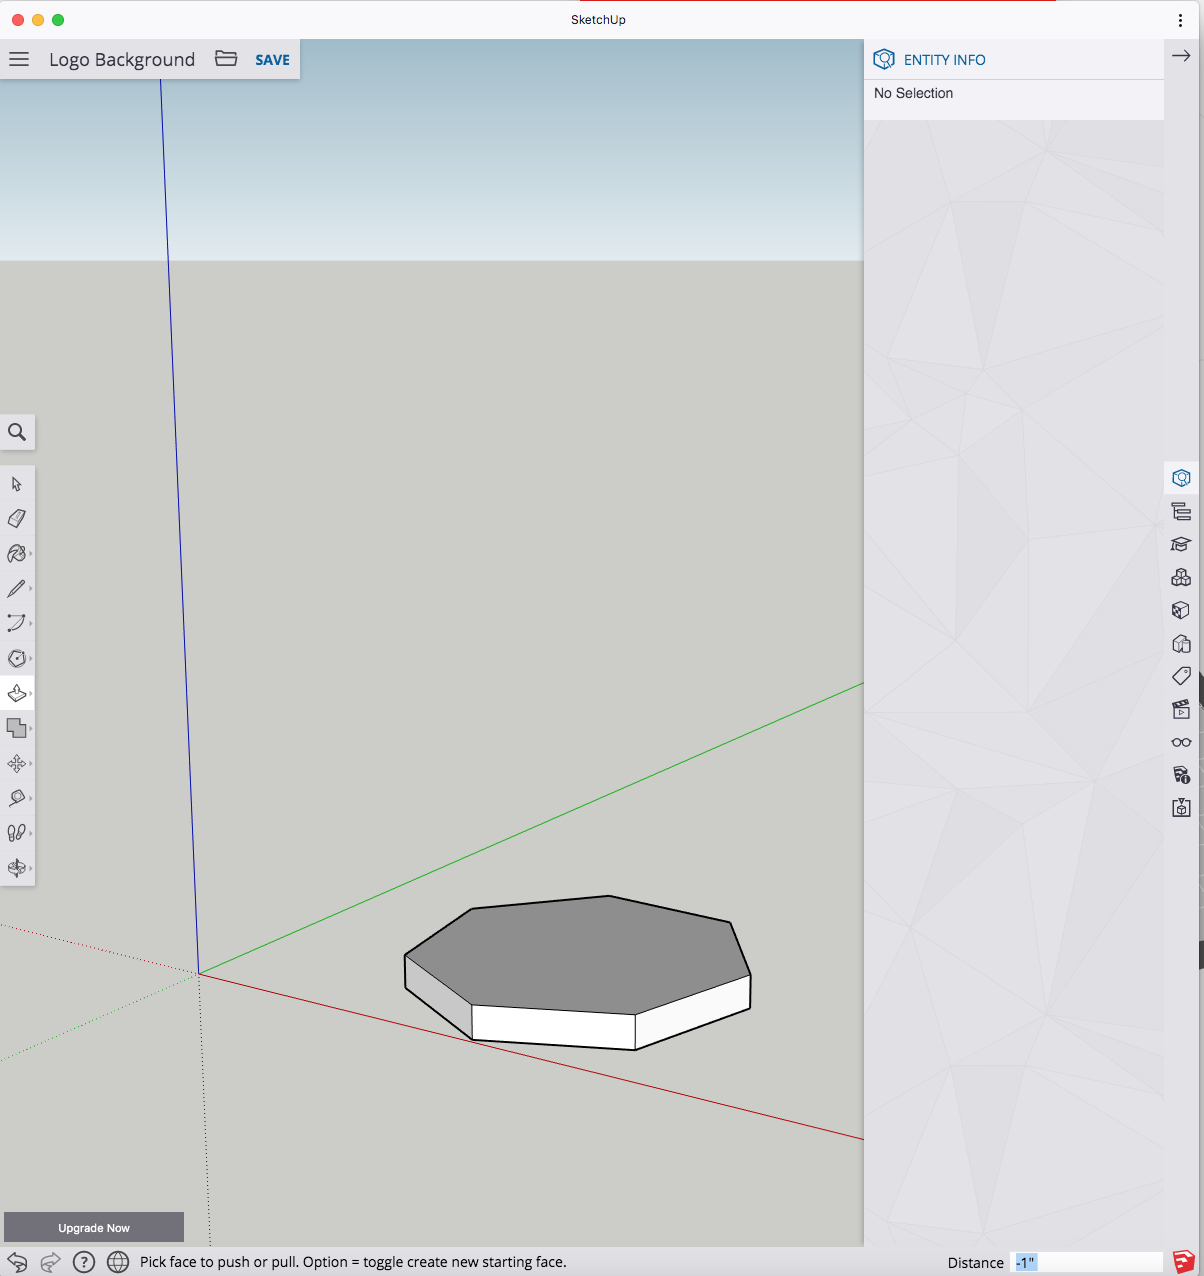 SketchUp
Logo Background
SAVE
ENTITY INFO
No Selection
Upgrade Now
Pick face to push or pull. Option = toggle create new starting face.
Distance
-1"